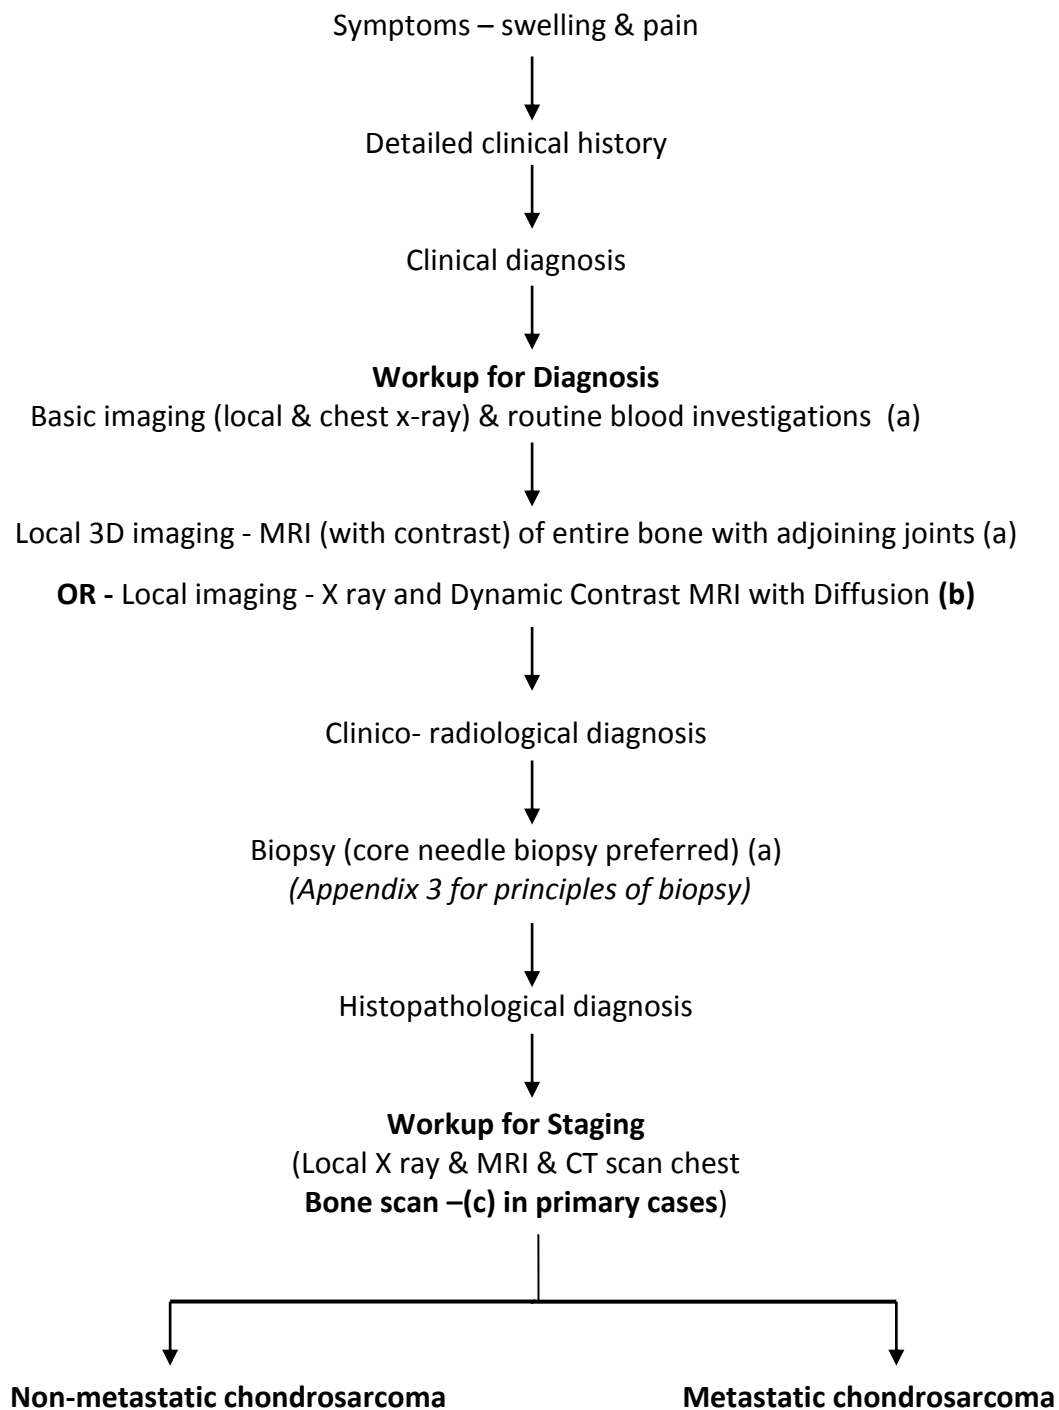 Symptoms – swelling & pain
Detailed clinical history
Clinical diagnosis
Workup for Diagnosis
Basic imaging (local & chest x-ray) & routine blood investigations (a)
Local 3D imaging - MRI (with contrast) of entire bone with adjoining joints (a)
OR - Local imaging - X ray and Dynamic Contrast MRI with Diffusion (b)
Clinico- radiological diagnosis
Biopsy (core needle biopsy preferred) (a)
(Appendix 3 for principles of biopsy)
Histopathological diagnosis
Workup for Staging
(Local X ray & MRI & CT scan chest
Bone scan –(c) in primary cases)
Non-metastatic chondrosarcoma
Metastatic chondrosarcoma